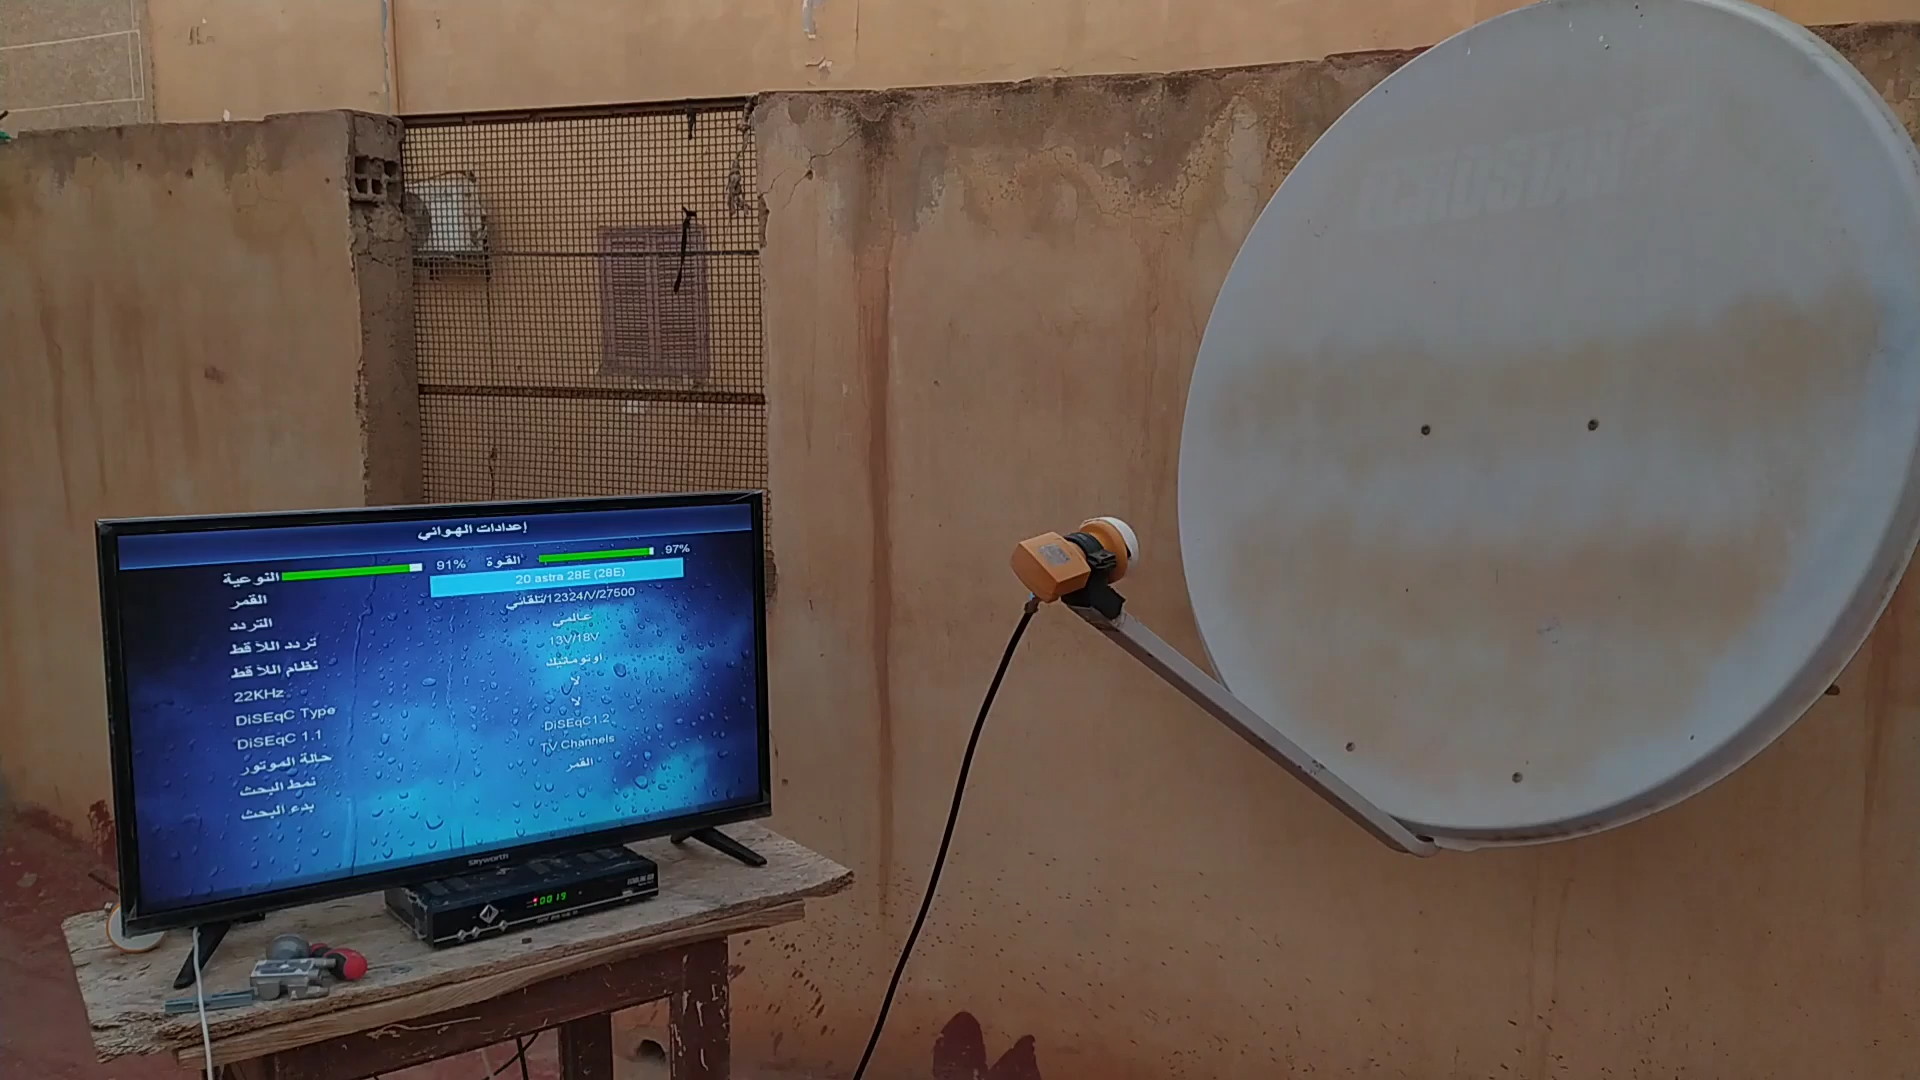 إعدادات الهوائي
النوعية 91% القوة 97%
القمر 20 astra 28E (28E)
التردد تلقائي/12324/V/27500
تردد اللاقط عالمي
نظام اللاقط 13V/18V
22KHz اوتوماتيك
DiSEqC Type لا
DiSEqC 1.1 لا
حالة الموتور DiSEqC1.2
نمط البحث TV Channels
بدء البحث القمر
Skyworth
0019